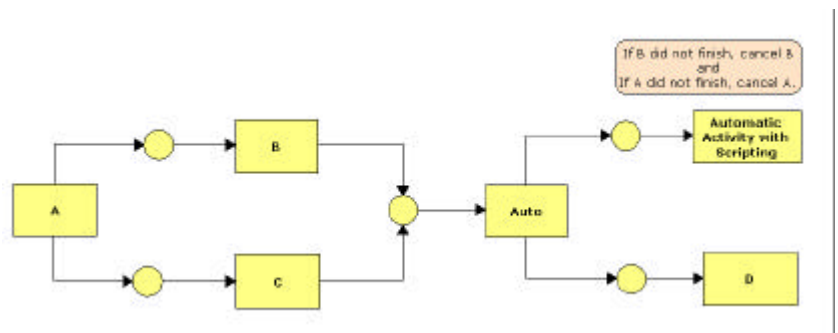 If B did not finish, cancel B
and
If A did not finish, cancel A.
Automatic
Activity with
Scripting
B
A
Auto
C
D